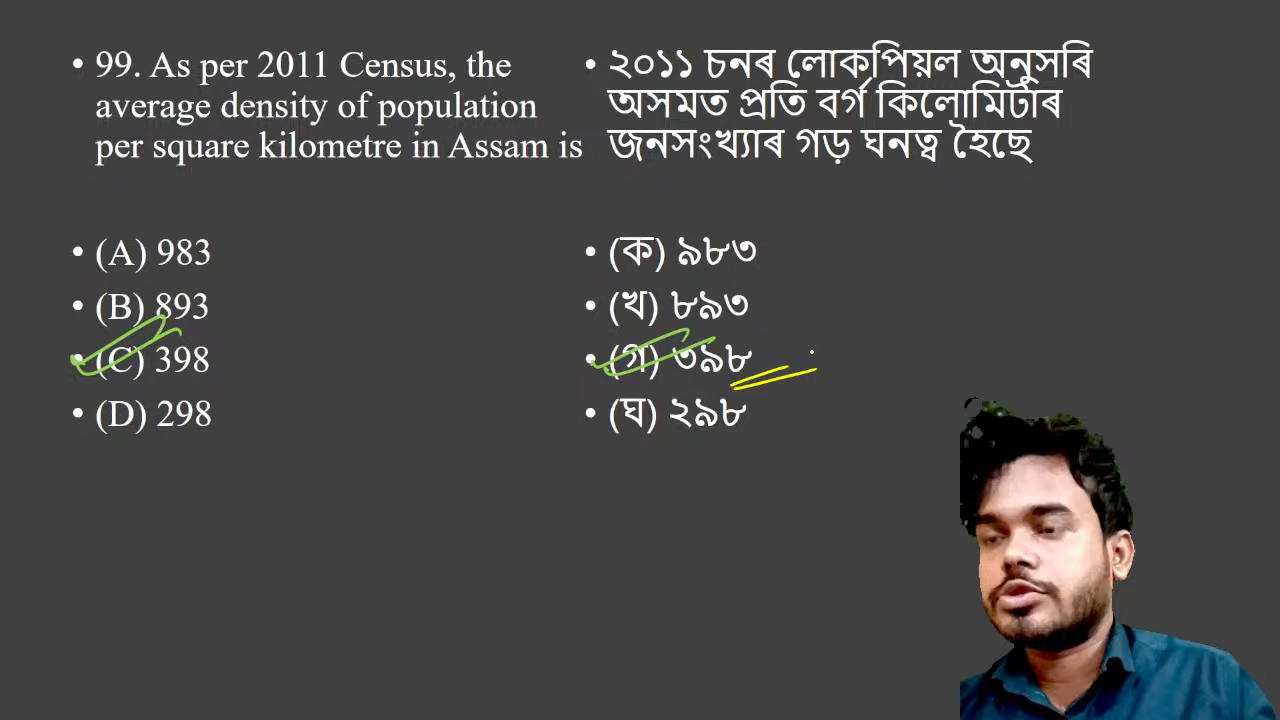 • 99. As per 2011 Census, the
average density of population
per square kilometre in Assam is
• (A) 983
• (B) 893
• (C) 398
• (D) 298
• ২০১১ চনৰ লোকপিয়ল অনুসৰি
অসমত প্ৰতি বৰ্গ কিলোমিটাৰ
জনসংখ্যাৰ গড় ঘনত্ব হৈছে
• (ক) ৯৮৩
• (খ) ৮৯৩
• (গ) ৩৯৮
• (ঘ) ২৯৮